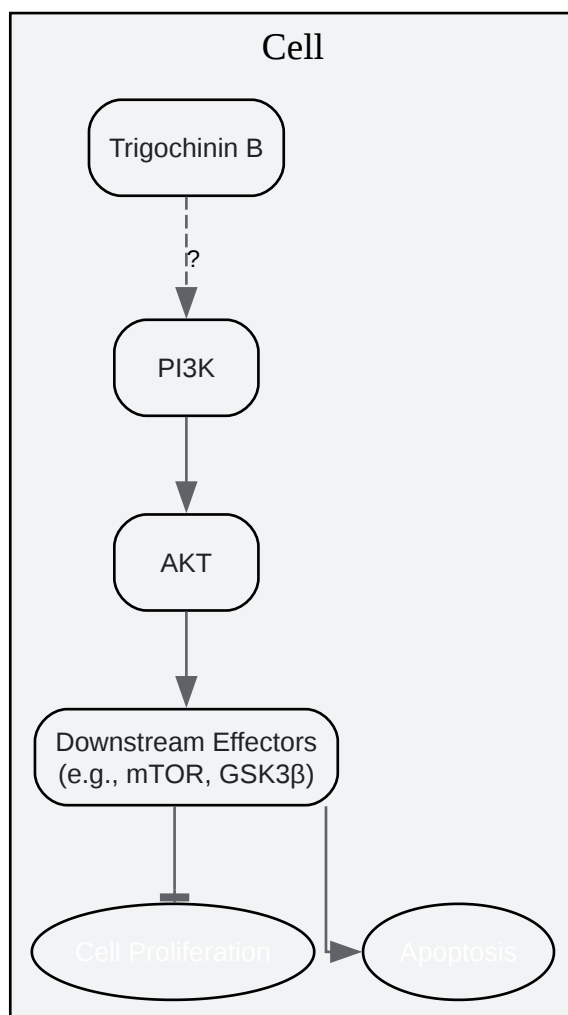 Cell
Trigochinin B
?
PI3K
AKT
Downstream Effectors
(e.g., mTOR, GSK3β)
Cell Proliferation
Apoptosis